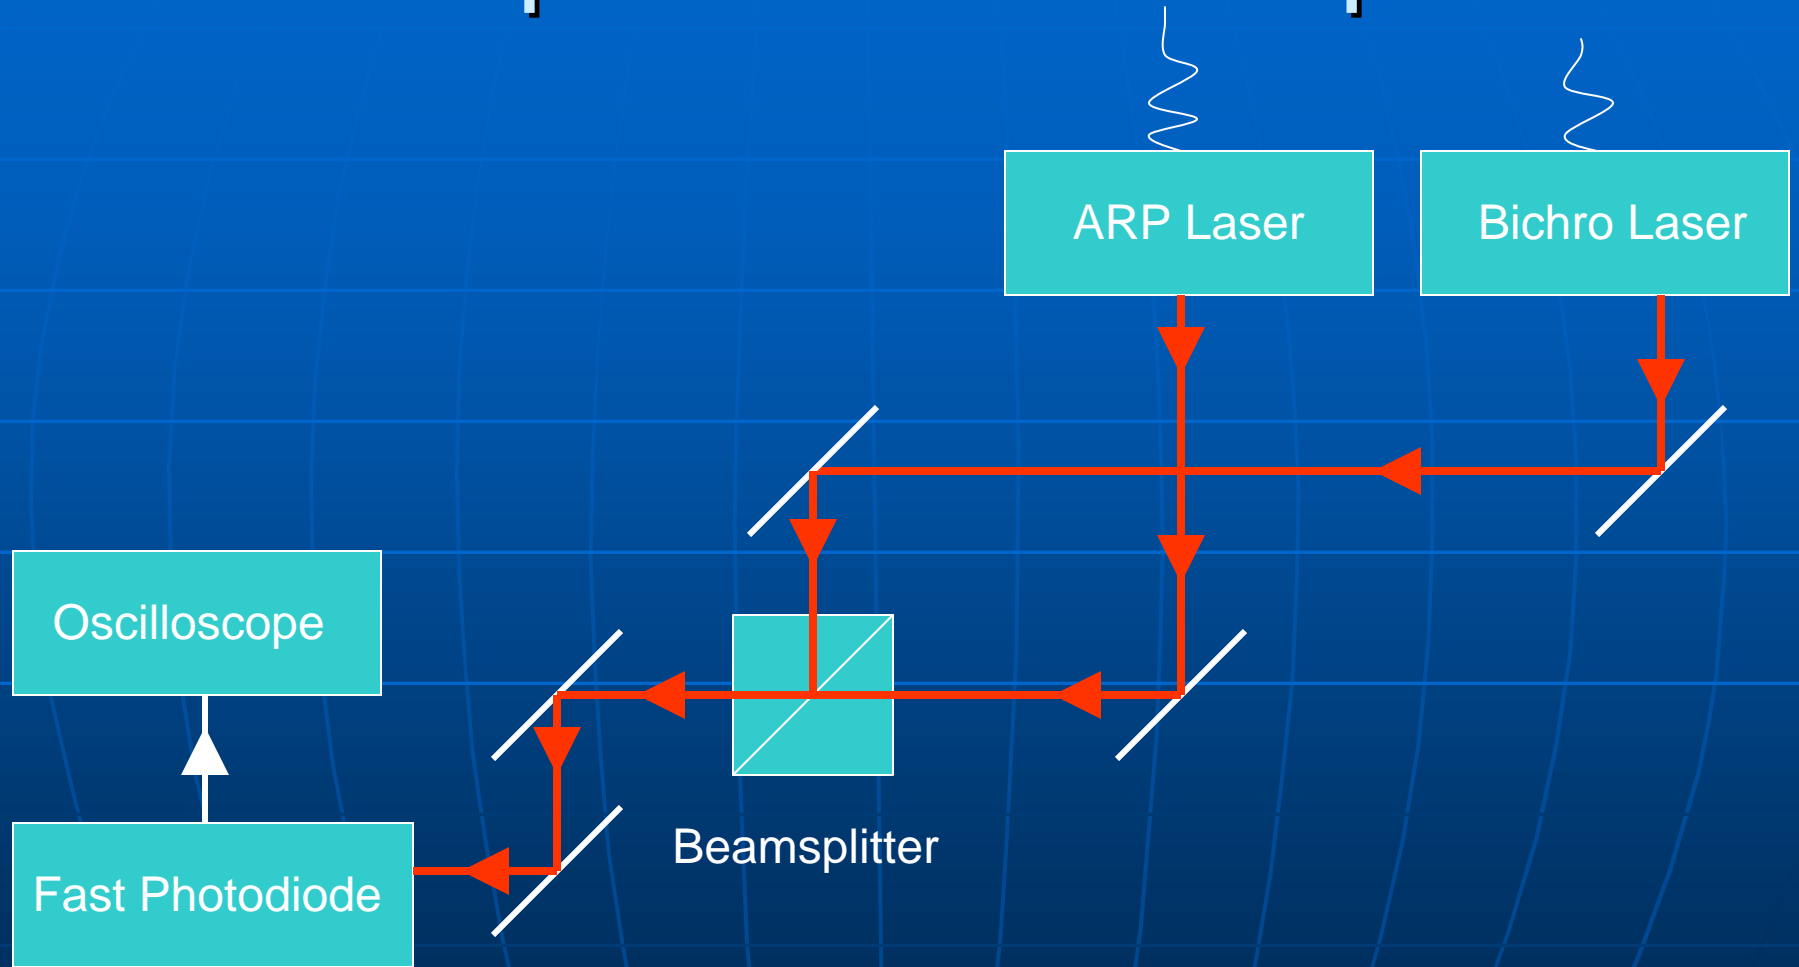 ARP Laser
Bichro Laser
Oscilloscope
Beamsplitter
Fast Photodiode